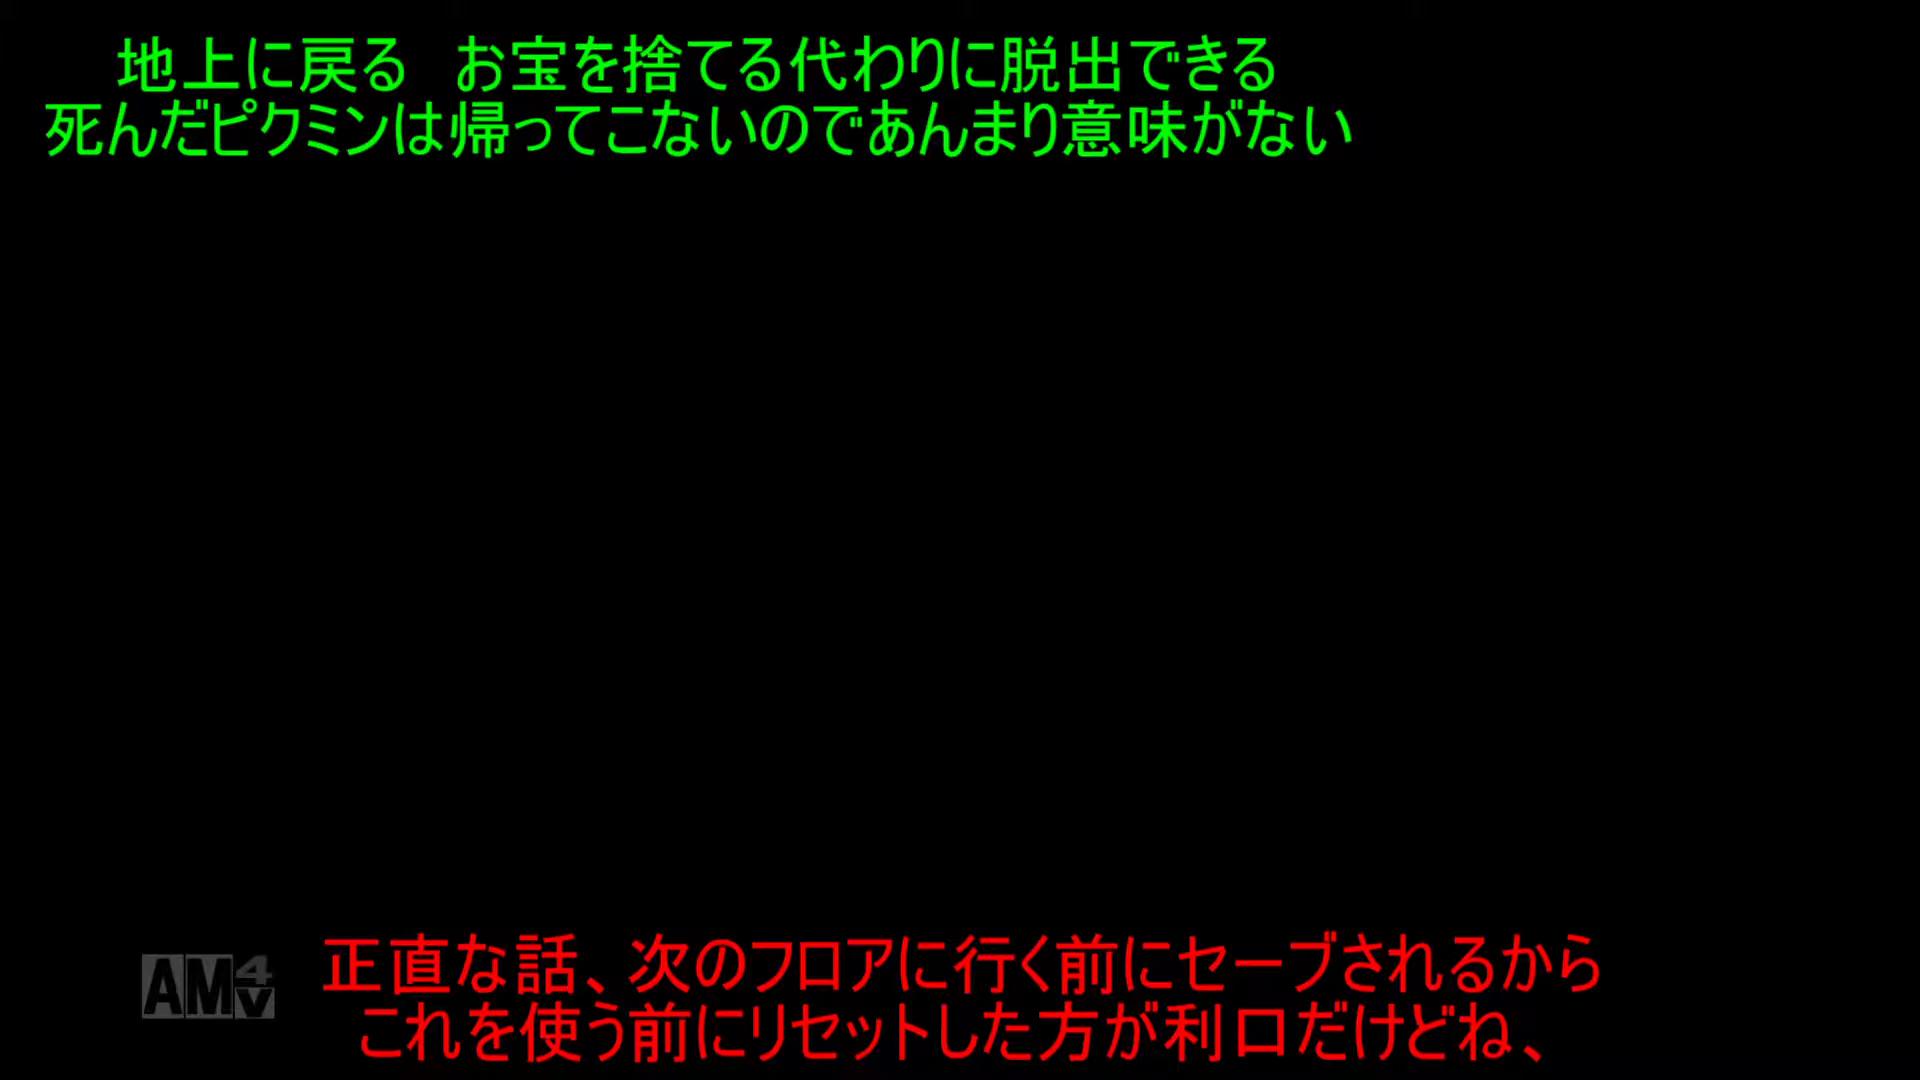 地上に戻る　お宝を捨てる代わりに脱出できる
死んだピクミンは帰ってこないのであんまり意味がない
正直な話、次のフロアに行く前にセーブされるから
AM4V
これを使う前にリセットした方が利口だけどね、